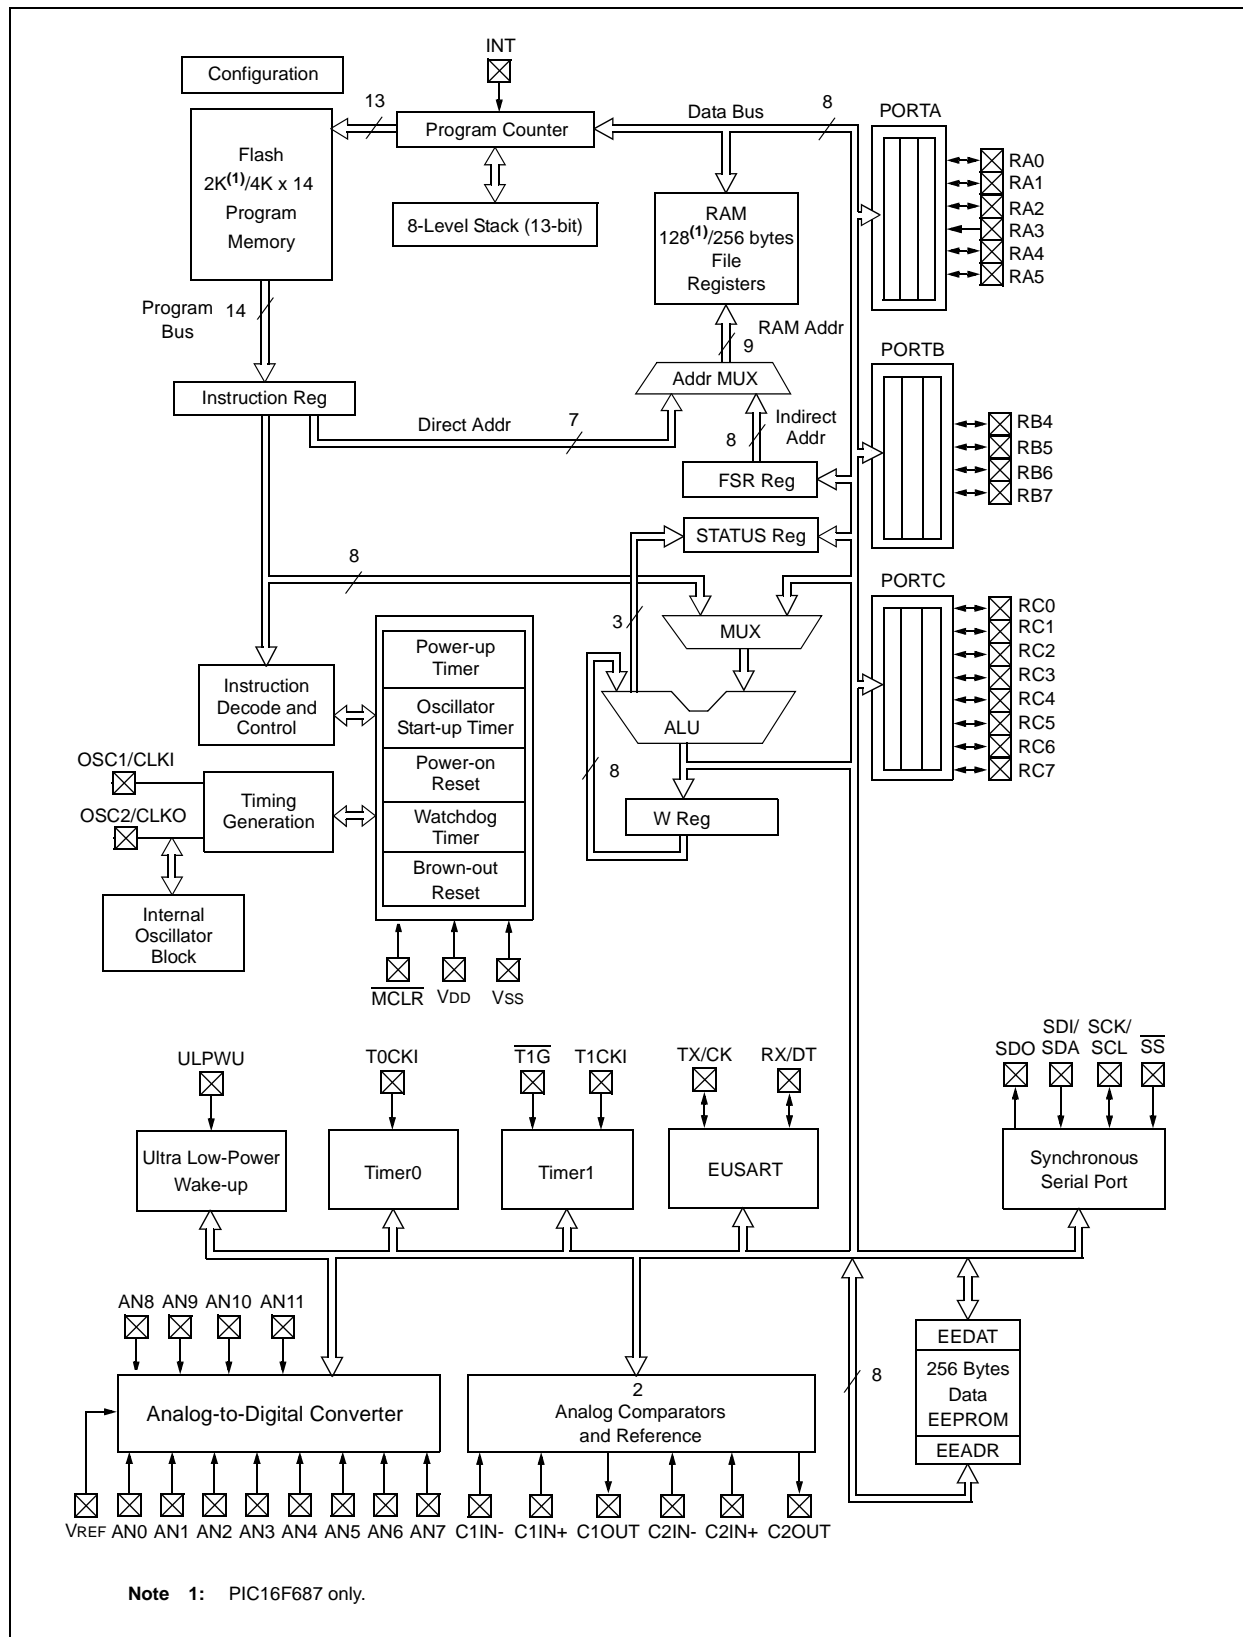 INT
Configuration
13
Program Counter
Data Bus
8
PORTA
Flash
2K(1)/4K x 14
Program
Memory
8-Level Stack (13-bit)
RAM
128(1)/256 bytes
File
Registers
RA0
RA1
RA2
RA3
RA4
RA5
Program
Bus
14
RAM Addr
9
PORTB
Instruction Reg
Addr MUX
Direct Addr
7
8
Indirect
Addr
FSR Reg
RB4
RB5
RB6
RB7
STATUS Reg
8
3
MUX
PORTC
RC0
RC1
RC2
RC3
RC4
RC5
RC6
RC7
Instruction
Decode and
Control
Power-up
Timer
Oscillator
Start-up Timer
Power-on
Reset
Watchdog
Timer
Brown-out
Reset
ALU
8
W Reg
OSC1/CLKI
OSC2/CLKO
Timing
Generation
Internal
Oscillator
Block
MCLR
VDD
VSS
ULPWU
T0CKI
T1G
T1CKI
TX/CK
RX/DT
SDO
SDI/
SDA
SCK/
SCL
SS
Ultra Low-Power
Wake-up
Timer0
Timer1
EUSART
Synchronous
Serial Port
AN8
AN9
AN10
AN11
Analog-to-Digital Converter
2
Analog Comparators
and Reference
8
EEDAT
256 Bytes
Data
EEPROM
EEADR
VREF
AN0
AN1
AN2
AN3
AN4
AN5
AN6
AN7
C1IN-
C1IN+
C1OUT
C2IN-
C2IN+
C2OUT
Note 1: PIC16F687 only.